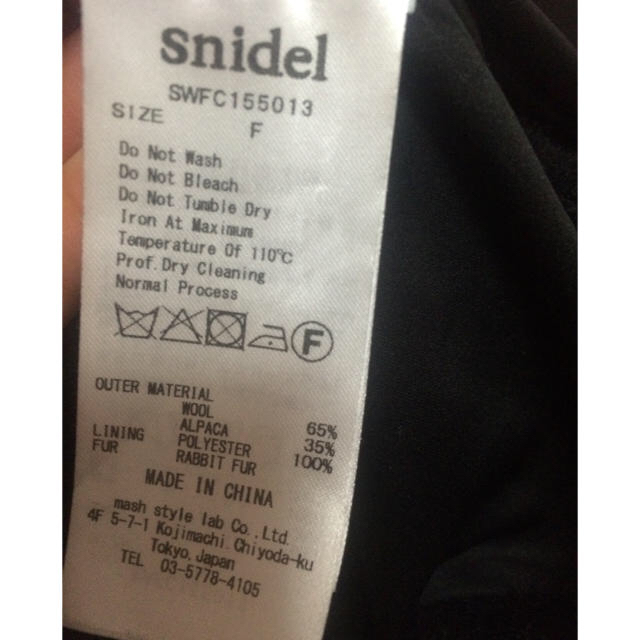 snidel
SWFC155013
SIZE F
Do Not Wash
Do Not Bleach
Do Not Tumble Dry
Iron At Maximum
Temperature Of 110℃
Prof.Dry Cleaning
Normal Process
F
OUTER MATERIAL
WOOL 65%
ALPACA 35%
LINING POLYESTER 100%
FUR RABBIT FUR
MADE IN CHINA
mash style lab Co.,Ltd.
4F 5-7-1 Kojimachi Chiyoda-ku
Tokyo.Japan
TEL 03-5778-4105